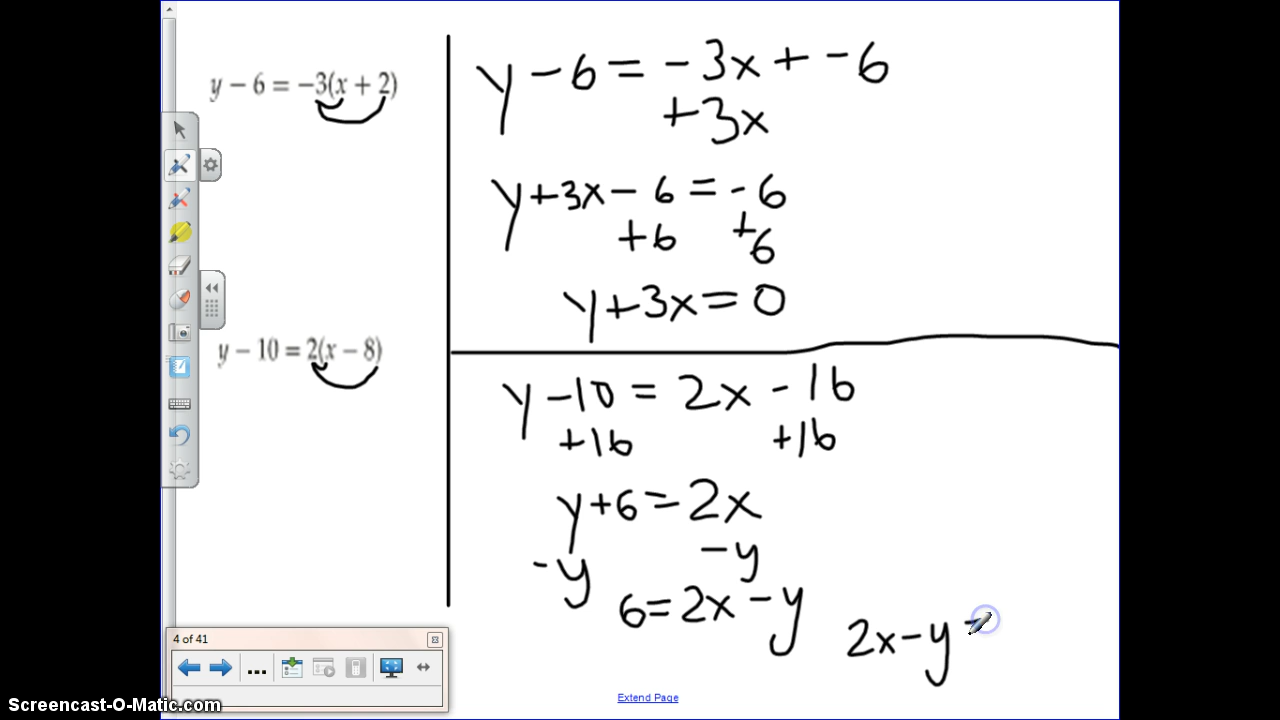 y − 6 = −3(x + 2)
y − 6 = − 3x + − 6
+3x
y+3x − 6 = - 6
+6 +6
y+3x = 0
y − 10 = 2(x − 8)
y −10 = 2x − 16
+16 +16
y+6 = 2x
-y −y
6 = 2x − y
2x − y =
4 of 41
...
Extend Page
Screencast-O-Matic.com